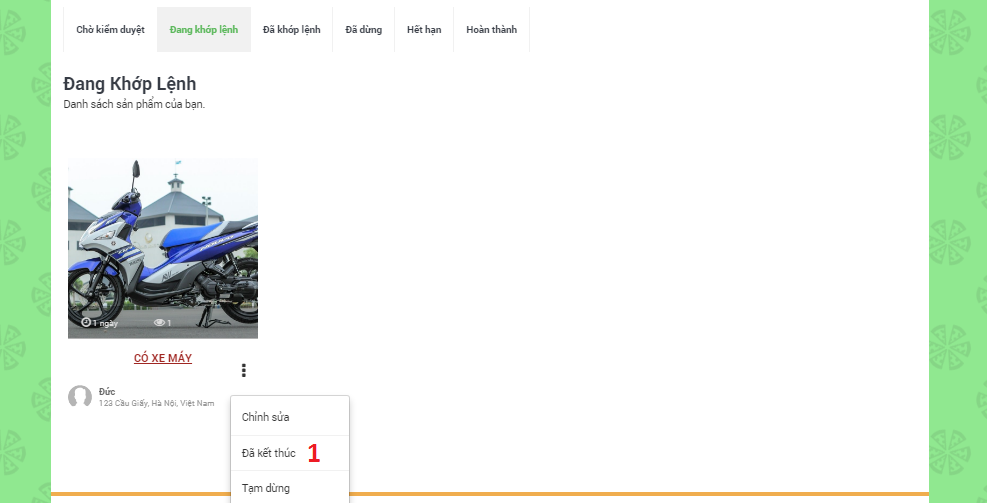 Chờ kiểm duyệt Đang khớp lệnh Đã khớp lệnh Đã dừng Hết hạn Hoàn thành
Đang Khớp Lệnh
Danh sách sản phẩm của bạn.
1 ngày 1
CÓ XE MÁY
Đức
123 Cầu Giấy, Hà Nội, Việt Nam
Chỉnh sửa
Đã kết thúc 1
Tạm dừng